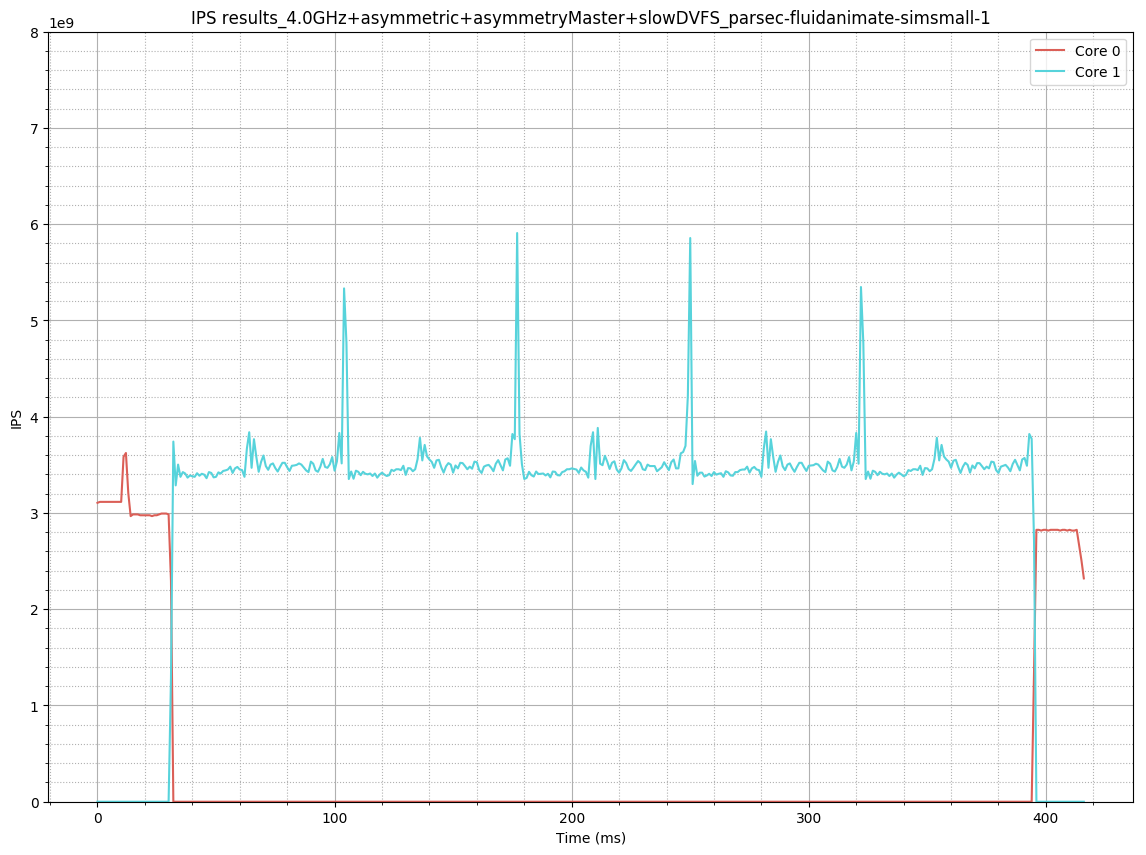 IPS results_4.0GHz+asymmetric+asymmetryMaster+slowDVFS_parsec-fluidanimate-simsmall-1
1e9
Core 0
Core 1
8
7
6
5
4
3
2
1
0
IPS
0 100 200 300 400
Time (ms)